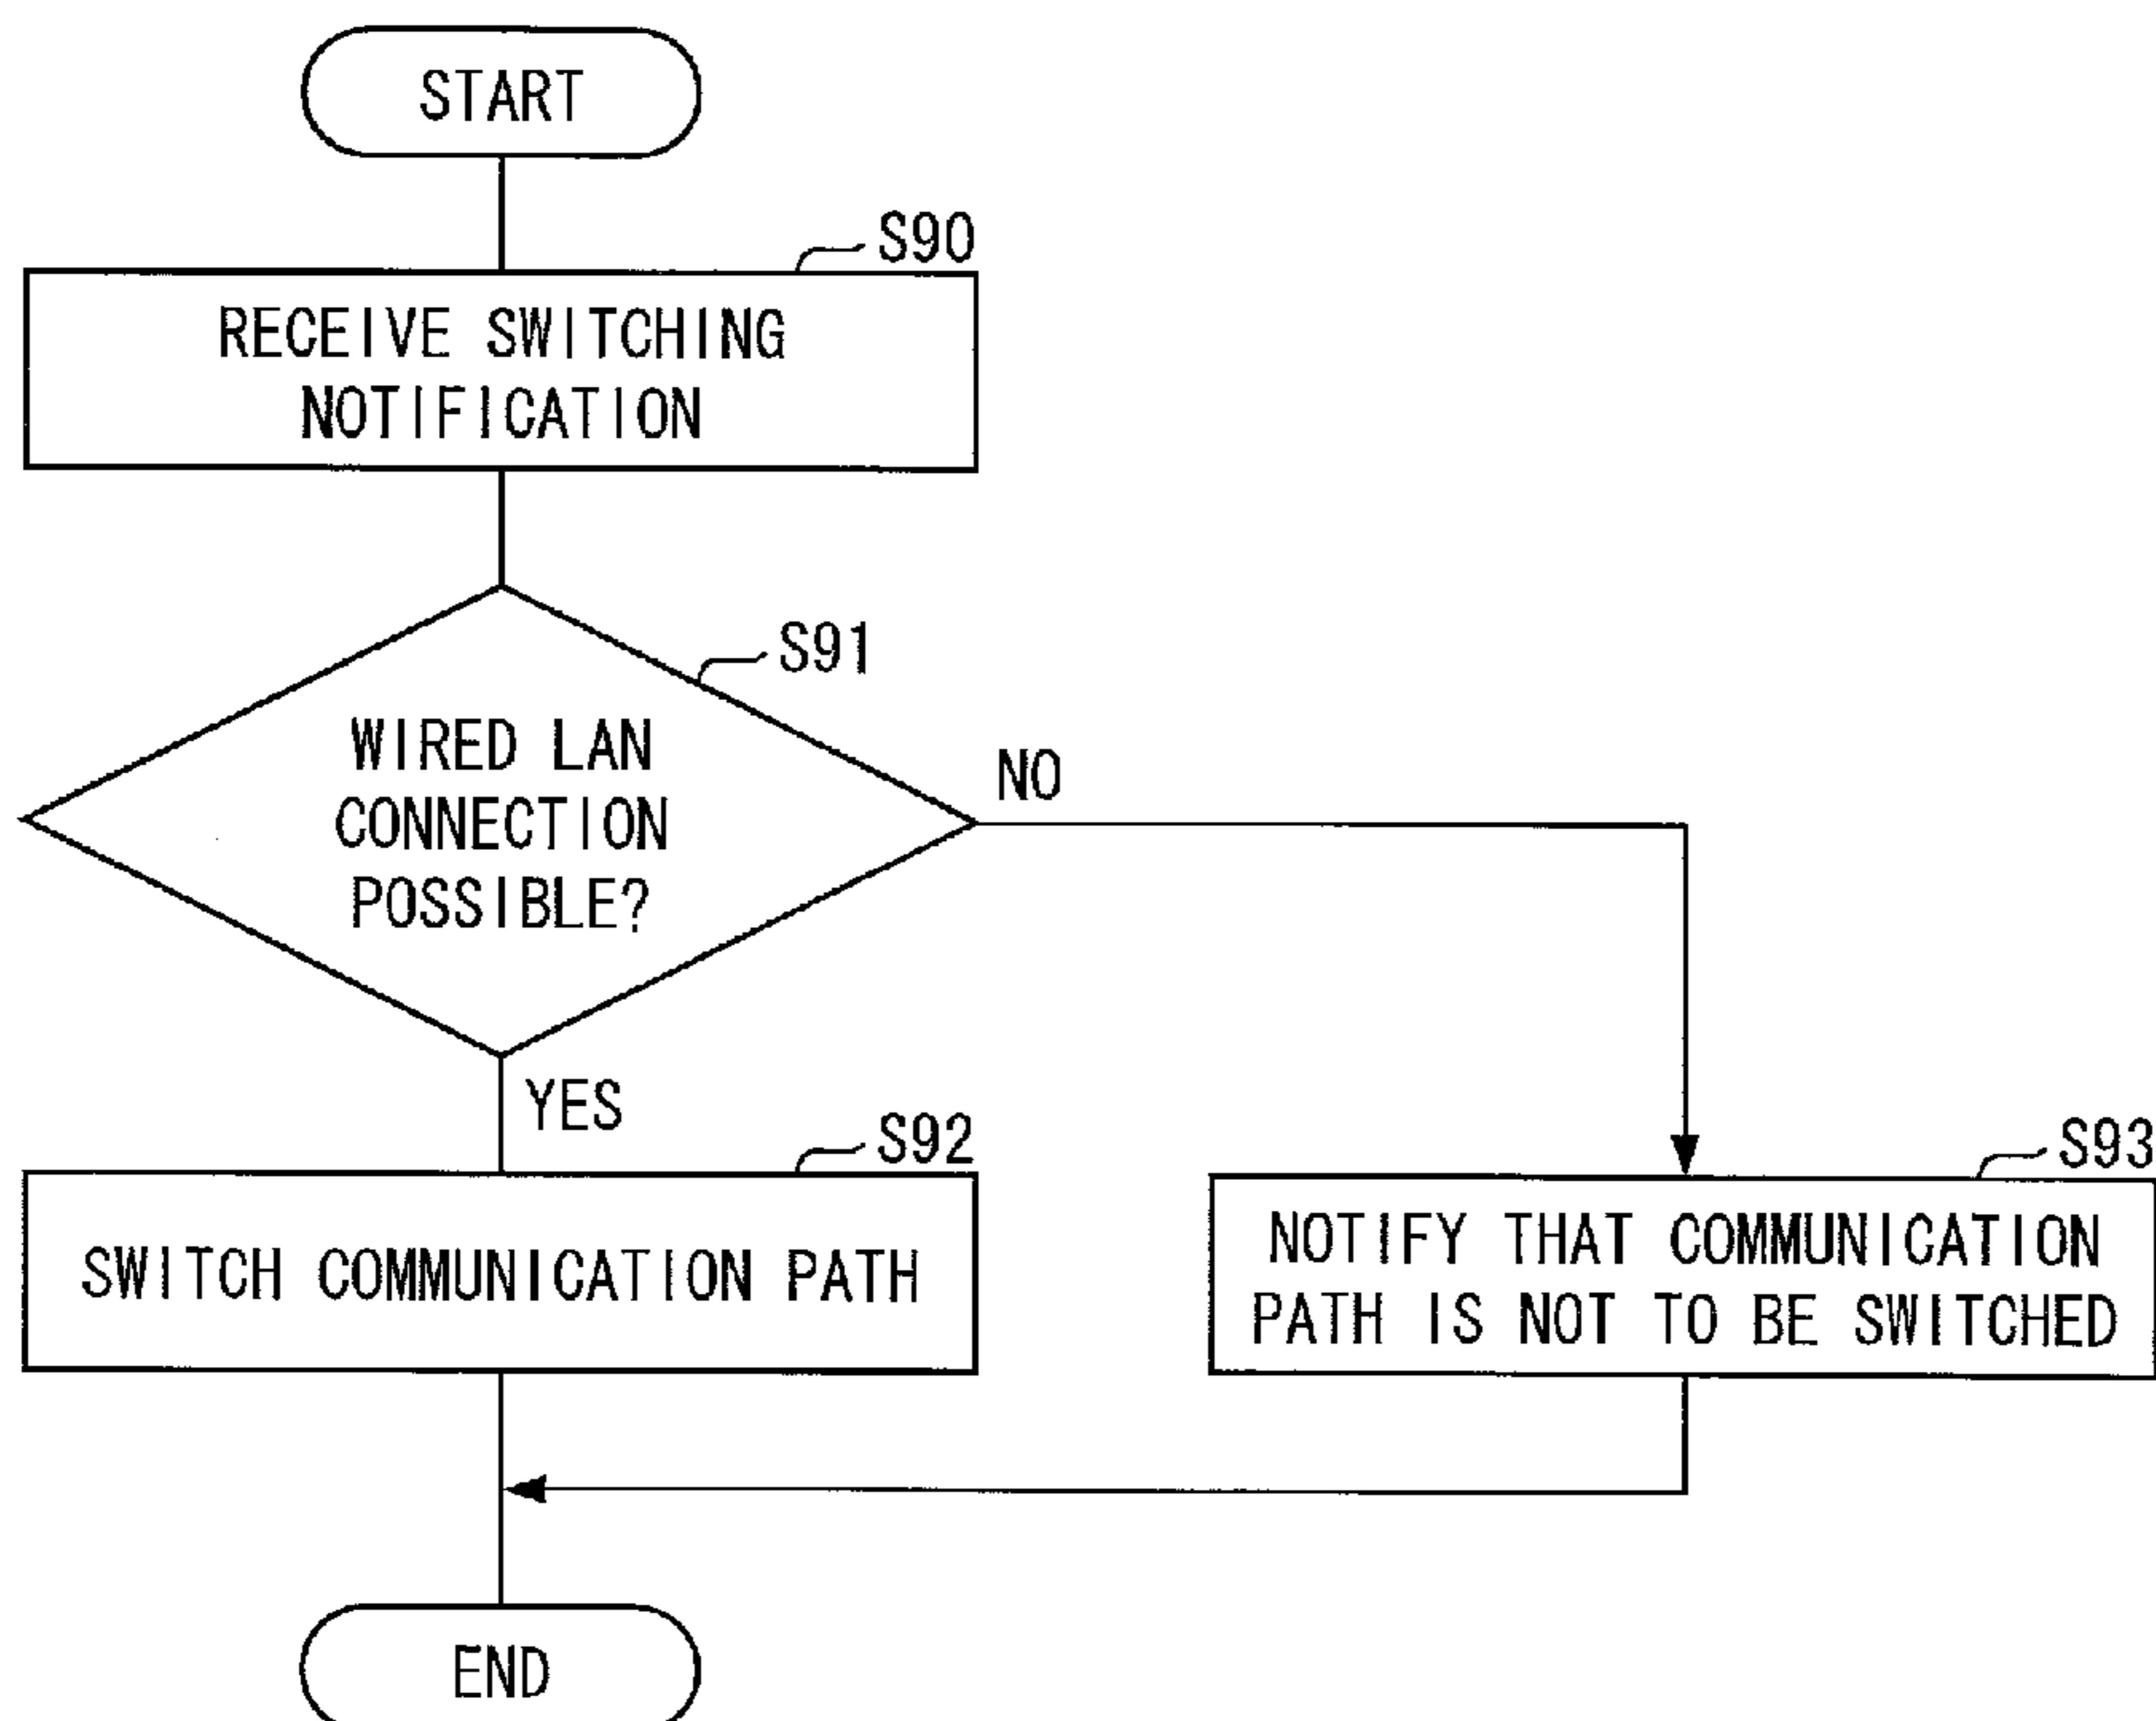 START
S90
RECEIVE SWITCHING
NOTIFICATION
S91
WIRED LAN
CONNECTION
POSSIBLE?
NO
YES
S92
SWITCH COMMUNICATION PATH
S93
NOTIFY THAT COMMUNICATION
PATH IS NOT TO BE SWITCHED
END